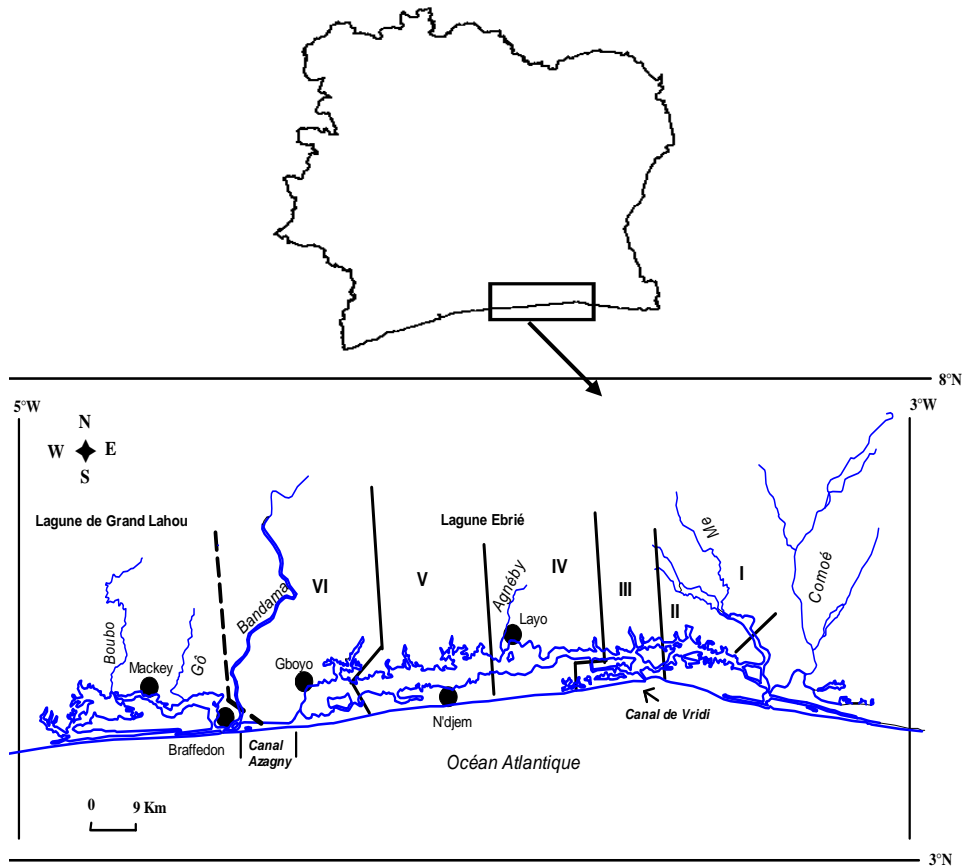 8°N
5°W
3°W
N
W E
S
Lagune de Grand Lahou
Lagune Ebrié
Me
I
Comoé
VI
V
IV
III
II
Agnéby
Bandama
Boubo
Gô
Layo
Mackey
Gboyo
N'djem
Canal de Vridi
Braffedon
Canal
Azagny
Océan Atlantique
0 9 Km
3°N